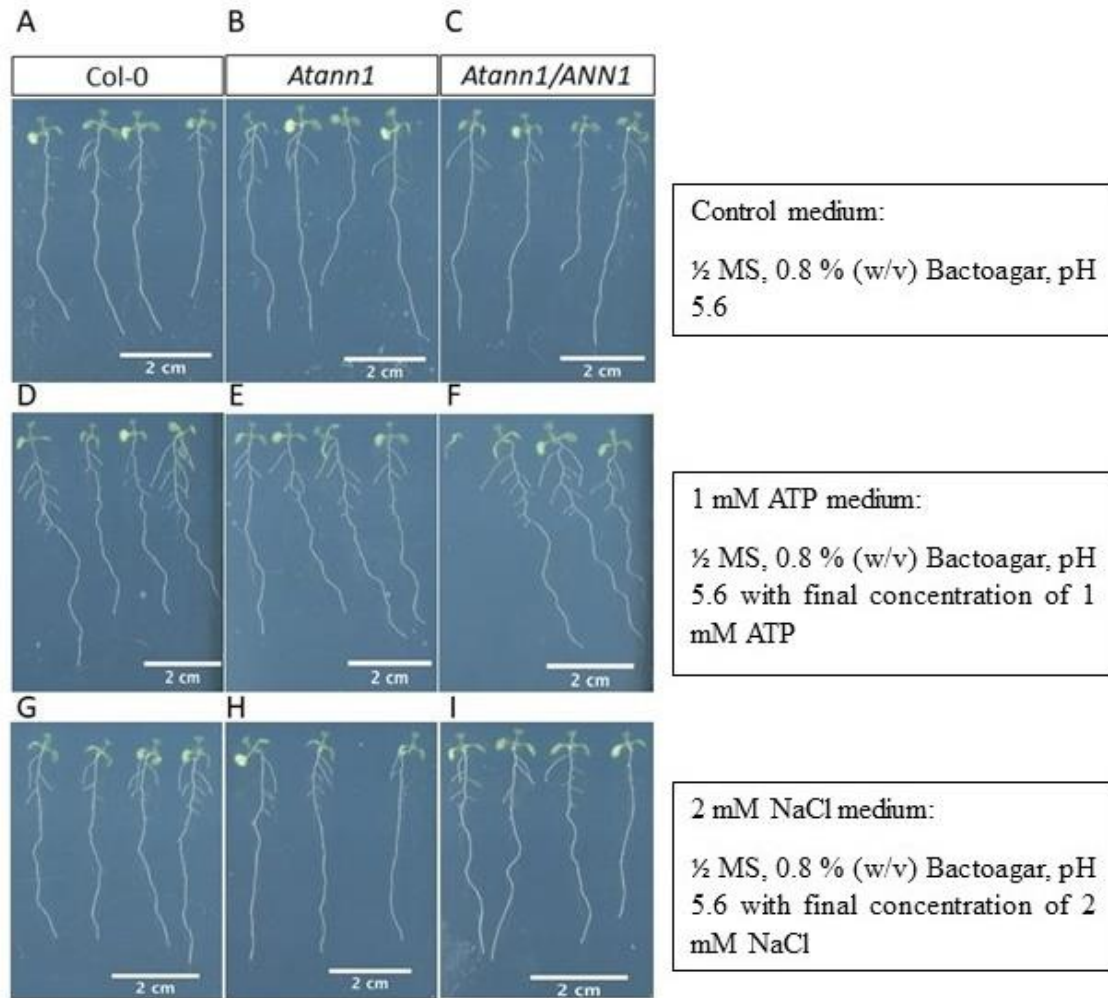 A
B
C
Col-0
Atann1
Atann1/ANN1
2 cm
2 cm
2 cm
Control medium:
½ MS, 0.8 % (w/v) Bactoagar, pH
5.6
D
E
F
2 cm
2 cm
2 cm
1 mM ATP medium:
½ MS, 0.8 % (w/v) Bactoagar, pH
5.6 with final concentration of 1
mM ATP
G
H
I
2 cm
2 cm
2 cm
2 mM NaCl medium:
½ MS, 0.8 % (w/v) Bactoagar, pH
5.6 with final concentration of 2
mM NaCl